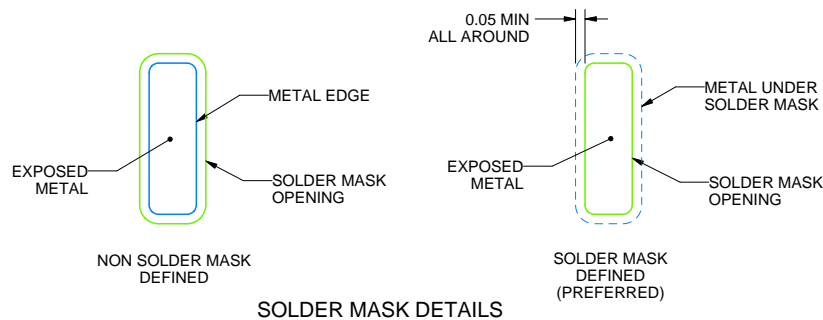 0.05 MIN
ALL AROUND
METAL EDGE
METAL UNDER
SOLDER MASK
EXPOSED
METAL
SOLDER MASK
OPENING
EXPOSED
METAL
SOLDER MASK
OPENING
NON SOLDER MASK
DEFINED
SOLDER MASK
DEFINED
(PREFERRED)
SOLDER MASK DETAILS